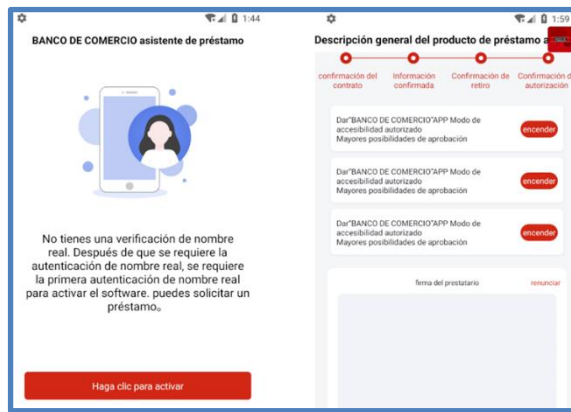 1:44
BANCO DE COMERCIO asistente de préstamo
No tienes una verificación de nombre
real. Después de que se requiere la
autenticación de nombre real, se requiere
la primera autenticación de nombre real
para activar el software. puedes solicitar un
préstamo。
Haga clic para activar
1:59
Descripción general del producto de préstamo a
confirmación del contrato
Información confirmada
Confirmación de retiro
Confirmación d autorización
Dar"BANCO DE COMERCIO"APP Modo de
accesibilidad autorizado
Mayores posibilidades de aprobación
encender
Dar"BANCO DE COMERCIO"APP Modo de
accesibilidad autorizado
Mayores posibilidades de aprobación
encender
Dar"BANCO DE COMERCIO"APP Modo de
accesibilidad autorizado
Mayores posibilidades de aprobación
encender
firma del prestatario
renunciar